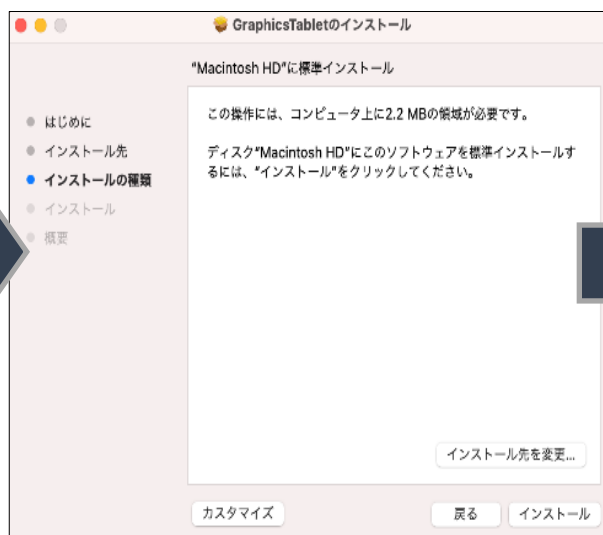 GraphicsTabletのインストール
“Macintosh HD”に標準インストール
はじめに
インストール先
インストールの種類
インストール
概要
この操作には、コンピュータ上に2.2 MBの領域が必要です。
ディスク“Macintosh HD”にこのソフトウェアを標準インストールす
るには、“インストール”をクリックしてください。
インストール先を変更...
カスタマイズ
戻る
インストール